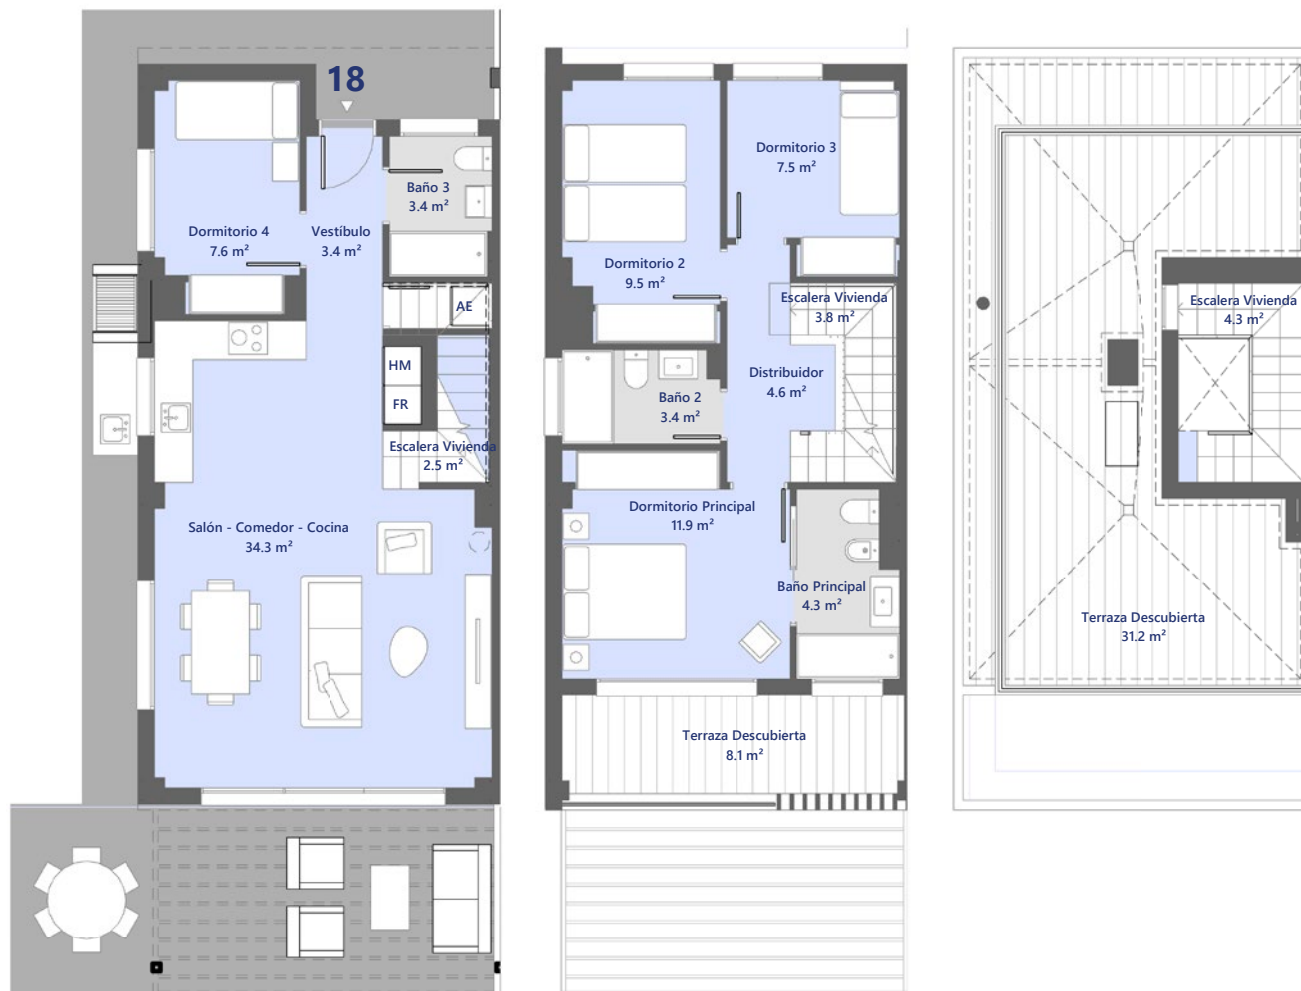 18
Dormitorio 4
7.6 m²
Vestíbulo
3.4 m²
Baño 3
3.4 m²
AE
HM
FR
Escalera Vivienda
2.5 m²
Salón - Comedor - Cocina
34.3 m²
Dormitorio 3
7.5 m²
Dormitorio 2
9.5 m²
Escalera Vivienda
3.8 m²
Distribuidor
4.6 m²
Baño 2
3.4 m²
Dormitorio Principal
11.9 m²
Baño Principal
4.3 m²
Terraza Descubierta
8.1 m²
Escalera Vivienda
4.3 m²
Terraza Descubierta
31.2 m²